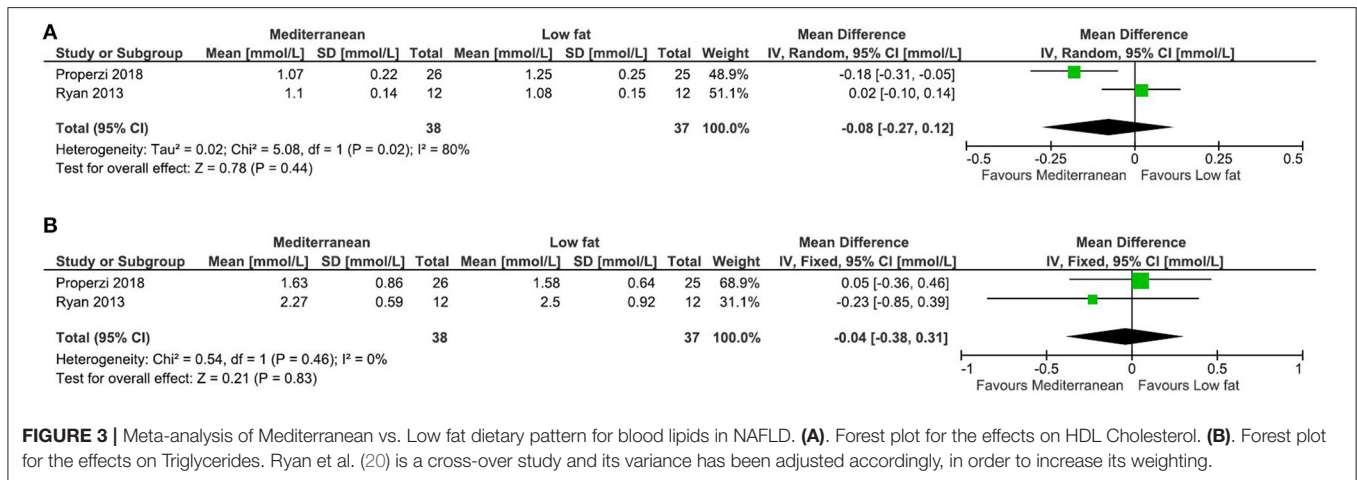 A
Mediterranean Low fat Mean Difference Mean Difference
Study or Subgroup Mean [mmol/L] SD [mmol/L] Total Mean [mmol/L] SD [mmol/L] Total Weight IV, Random, 95% CI [mmol/L] IV, Random, 95% CI [mmol/L]
Properzi 2018 1.07 0.22 26 1.25 0.25 25 48.9% -0.18 [-0.31, -0.05]
Ryan 2013 1.1 0.14 12 1.08 0.15 12 51.1% 0.02 [-0.10, 0.14]
Total (95% CI) 38 37 100.0% -0.08 [-0.27, 0.12]
Heterogeneity: Tau² = 0.02; Chi² = 5.08, df = 1 (P = 0.02); I² = 80%
Test for overall effect: Z = 0.78 (P = 0.44)
-0.5 -0.25 0 0.25 0.5
Favours Mediterranean Favours Low fat
B
Mediterranean Low fat Mean Difference Mean Difference
Study or Subgroup Mean [mmol/L] SD [mmol/L] Total Mean [mmol/L] SD [mmol/L] Total Weight IV, Fixed, 95% CI [mmol/L] IV, Fixed, 95% CI [mmol/L]
Properzi 2018 1.63 0.86 26 1.58 0.64 25 68.9% 0.05 [-0.36, 0.46]
Ryan 2013 2.27 0.59 12 2.5 0.92 12 31.1% -0.23 [-0.85, 0.39]
Total (95% CI) 38 37 100.0% -0.04 [-0.38, 0.31]
Heterogeneity: Chi² = 0.54, df = 1 (P = 0.46); I² = 0%
Test for overall effect: Z = 0.21 (P = 0.83)
-1 -0.5 0 0.5 1
Favours Mediterranean Favours Low fat
FIGURE 3 | Meta-analysis of Mediterranean vs. Low fat dietary pattern for blood lipids in NAFLD. (A). Forest plot for the effects on HDL Cholesterol. (B). Forest plot
for the effects on Triglycerides. Ryan et al. (20) is a cross-over study and its variance has been adjusted accordingly, in order to increase its weighting.